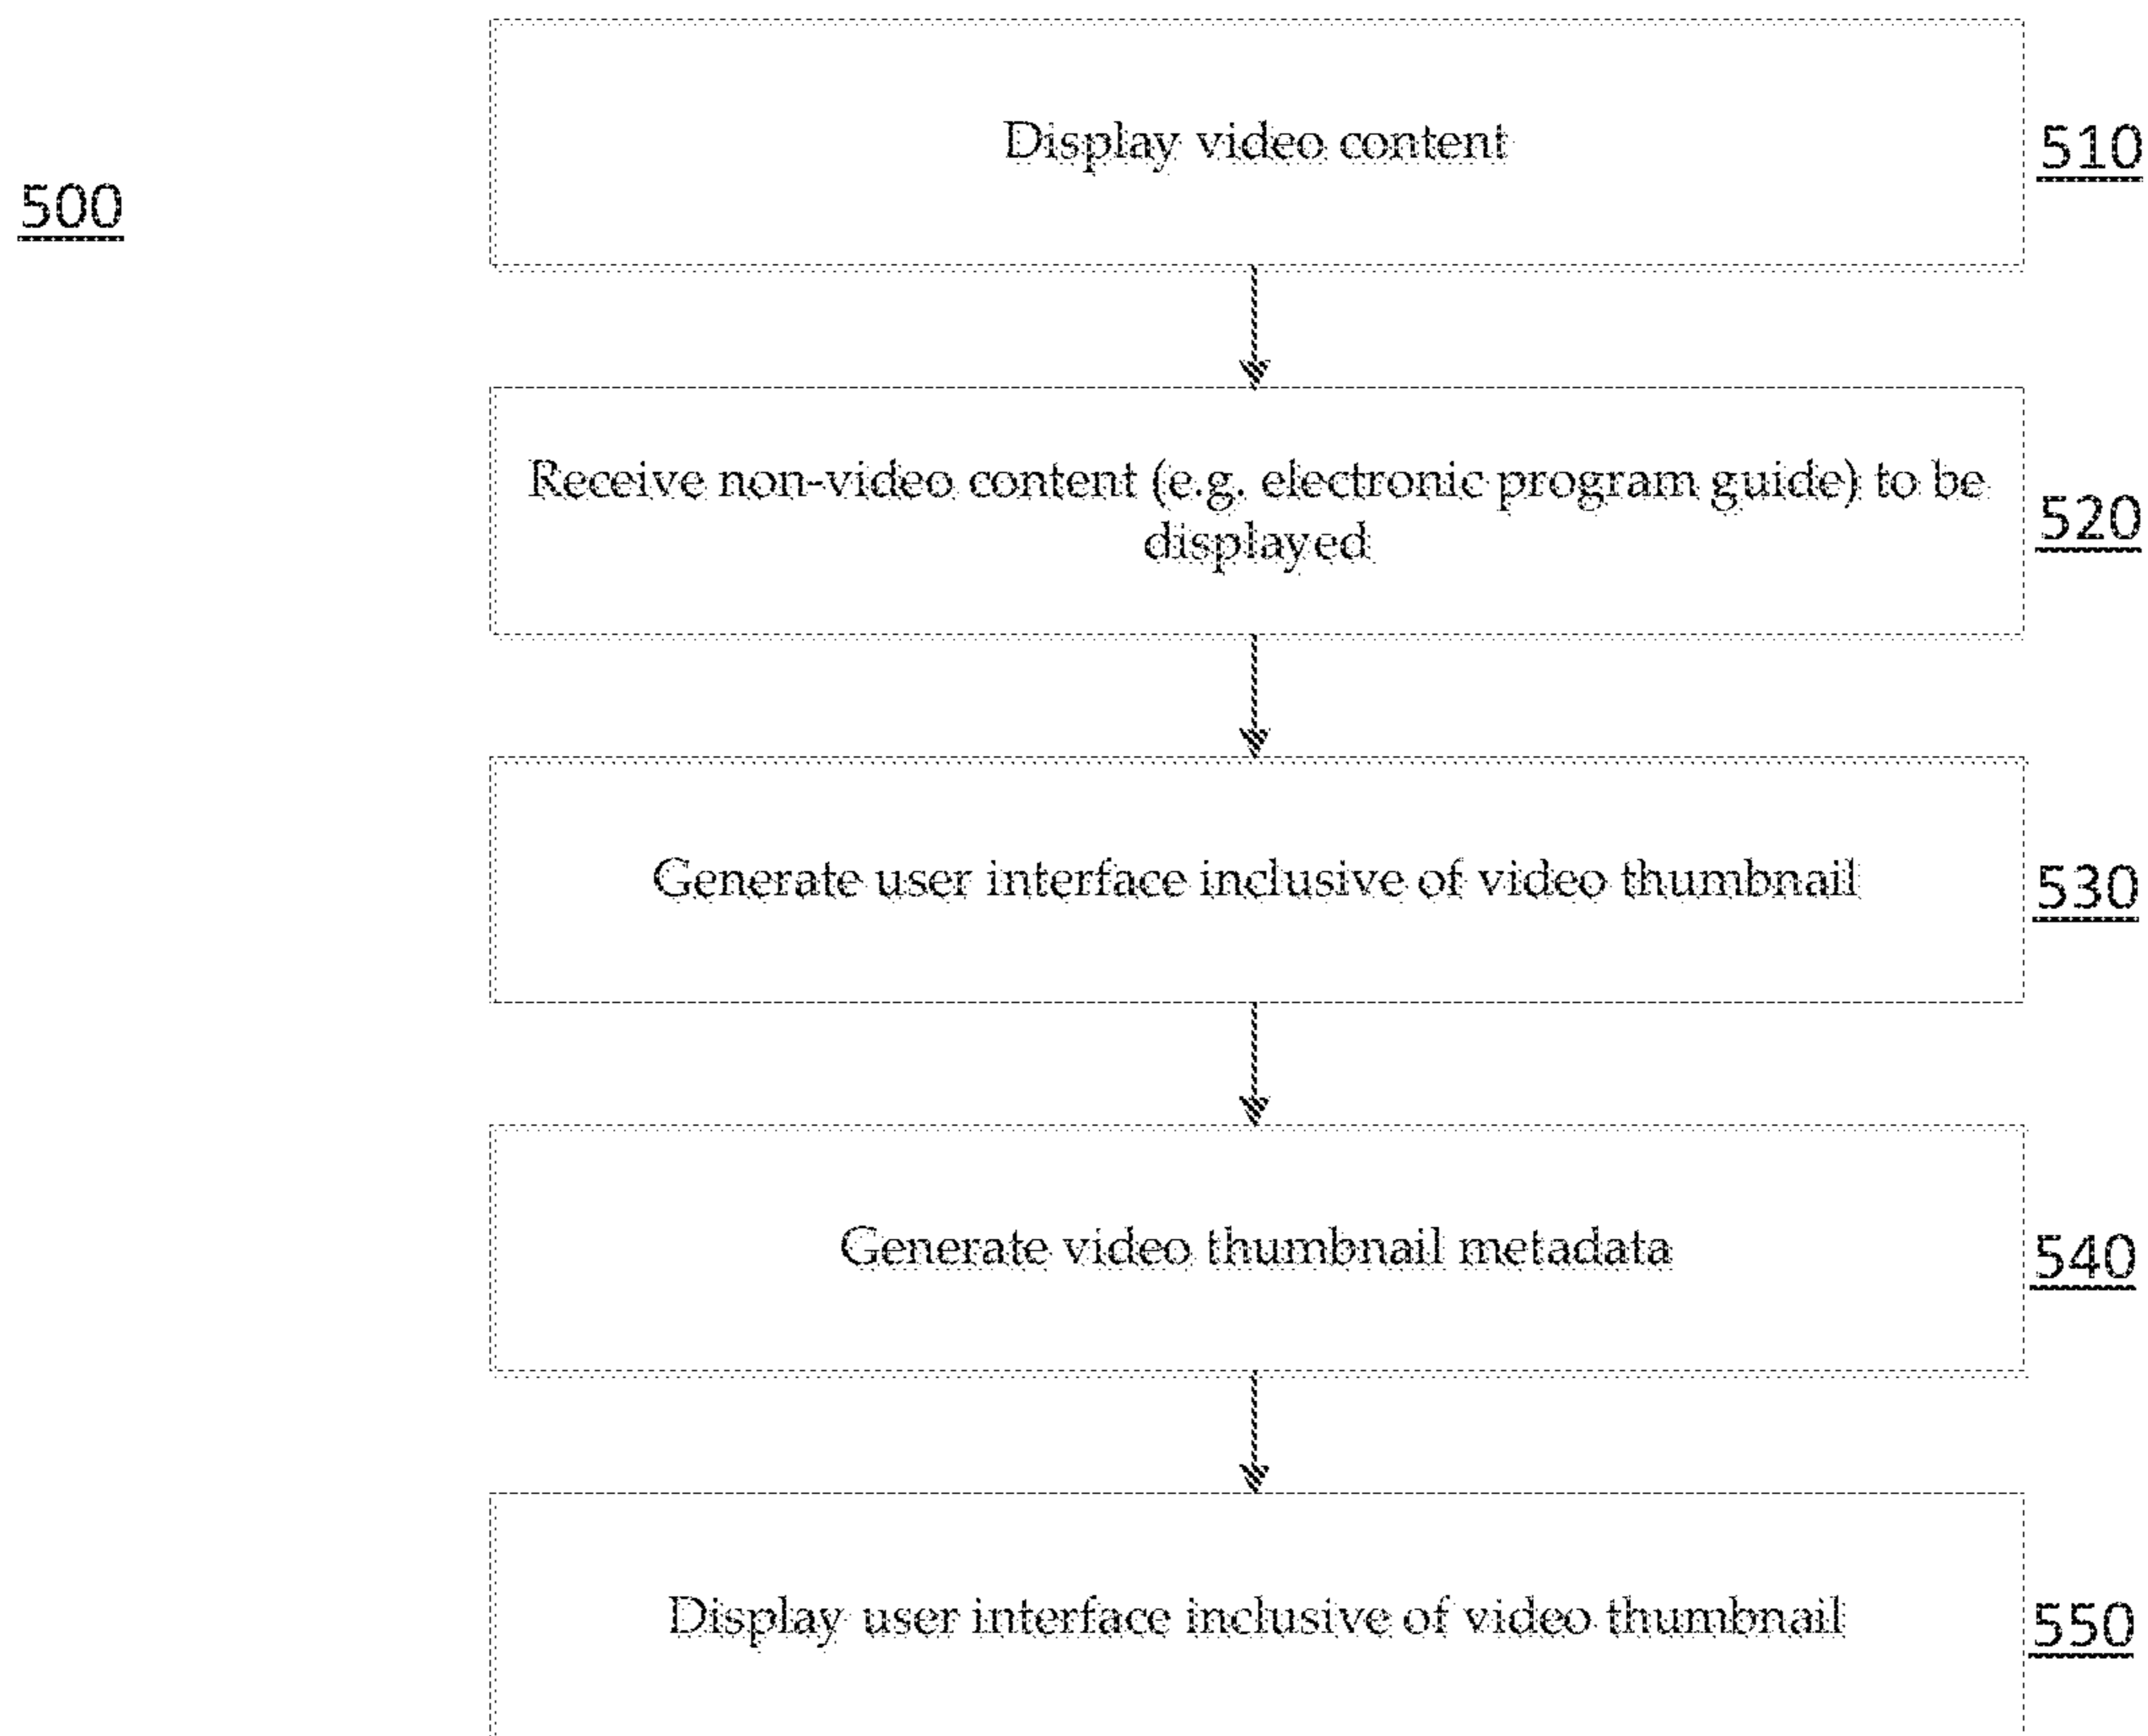 500
Display video content
510
Receive non-video content (e.g. electronic program guide) to be
displayed
520
Generate user interface inclusive of video thumbnail
530
Generate video thumbnail metadata
540
Display user interface inclusive of video thumbnail
550